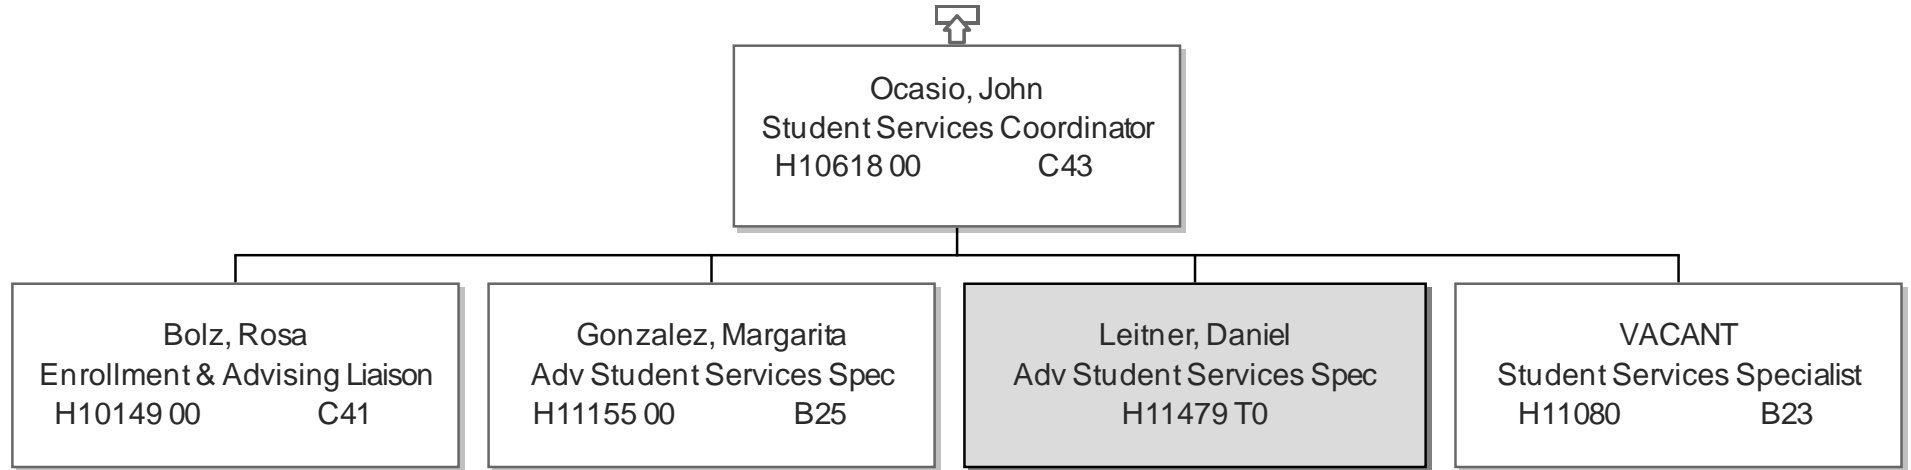 Ocasio, John
Student Services Coordinator
H10618 00 C43
Bolz, Rosa
Enrollment & Advising Liaison
H10149 00 C41
Gonzalez, Margarita
Adv Student Services Spec
H11155 00 B25
Leitner, Daniel
Adv Student Services Spec
H11479 T0
VACANT
Student Services Specialist
H11080 B23